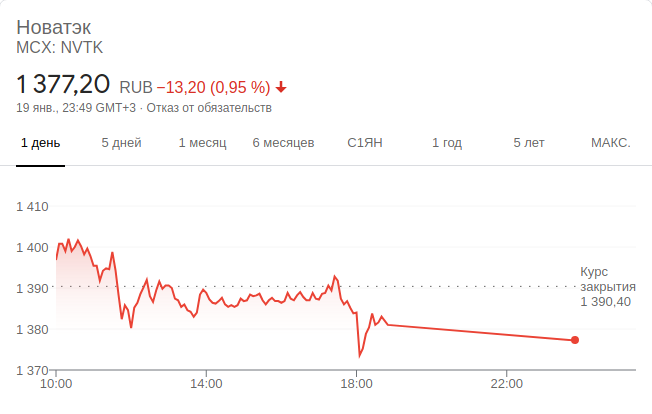 Новатэк
MCX: NVTK
1 377,20 RUB −13,20 (0,95 %)
19 янв., 23:49 GMT+3 · Отказ от обязательств
1 день 5 дней 1 месяц 6 месяцев С1ЯН 1 год 5 лет МАКС.
1 410
1 400
1 390
1 380
1 370
Курс
закрытия
1 390,40
10:00 14:00 18:00 22:00